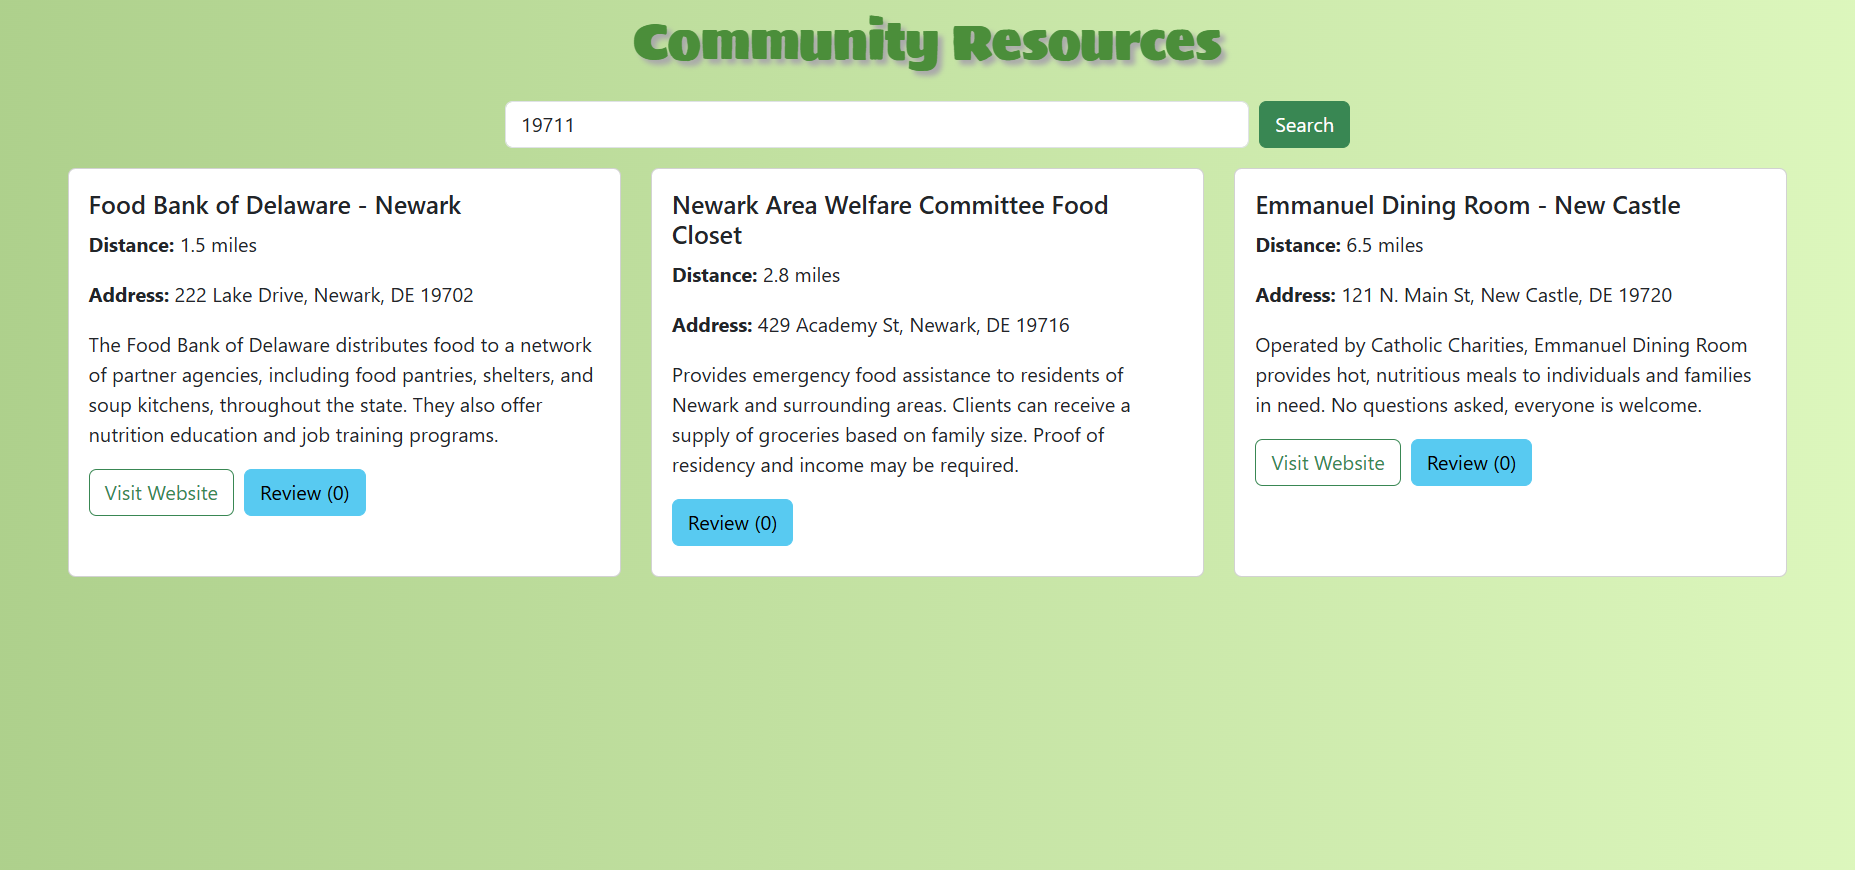 Community Resources
19711
Search
Food Bank of Delaware - Newark
Distance: 1.5 miles
Address: 222 Lake Drive, Newark, DE 19702
The Food Bank of Delaware distributes food to a network
of partner agencies, including food pantries, shelters, and
soup kitchens, throughout the state. They also offer
nutrition education and job training programs.
Visit Website
Review (0)
Newark Area Welfare Committee Food
Closet
Distance: 2.8 miles
Address: 429 Academy St, Newark, DE 19716
Provides emergency food assistance to residents of
Newark and surrounding areas. Clients can receive a
supply of groceries based on family size. Proof of
residency and income may be required.
Review (0)
Emmanuel Dining Room - New Castle
Distance: 6.5 miles
Address: 121 N. Main St, New Castle, DE 19720
Operated by Catholic Charities, Emmanuel Dining Room
provides hot, nutritious meals to individuals and families
in need. No questions asked, everyone is welcome.
Visit Website
Review (0)